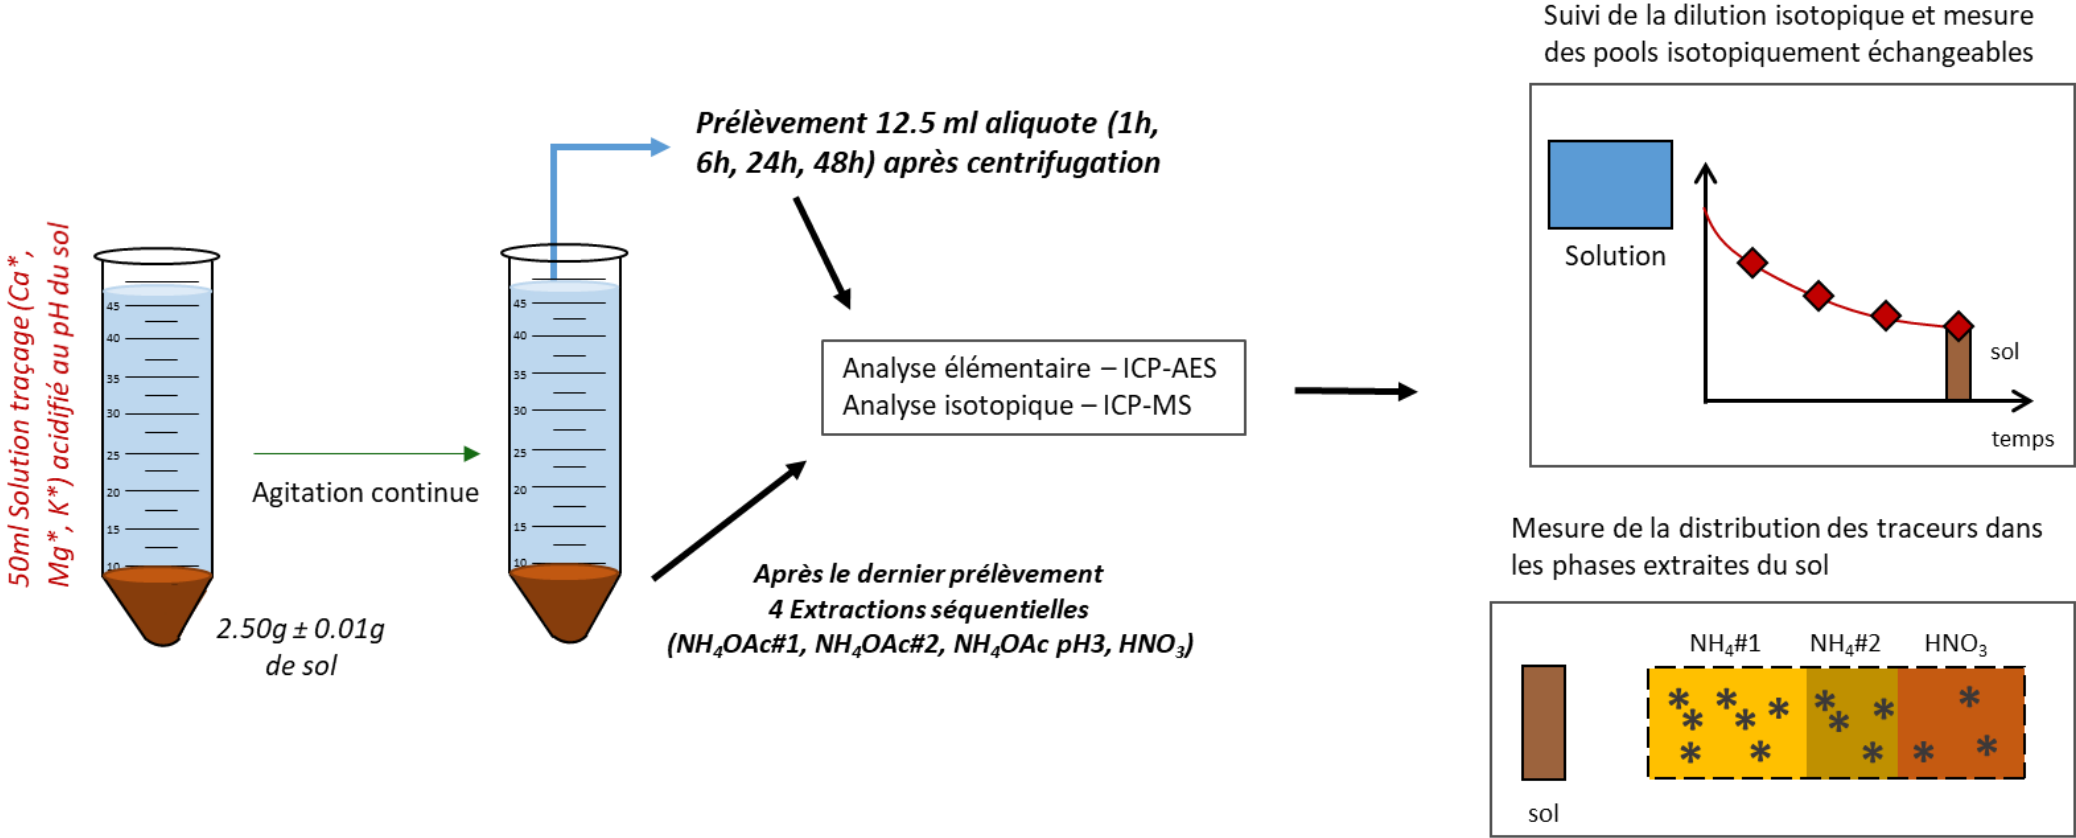 50ml Solution traçage (Ca*,
Mg*, K*) acidifié au pH du sol
45
40
35
30
25
20
15
10
2.50g ± 0.01g
de sol
Agitation continue
45
40
35
30
25
20
15
10
Prélèvement 12.5 ml aliquote (1h,
6h, 24h, 48h) après centrifugation
Analyse élémentaire – ICP-AES
Analyse isotopique – ICP-MS
Après le dernier prélèvement
4 Extractions séquentielles
(NH₄OAc#1, NH₄OAc#2, NH₄OAc pH3, HNO₃)
Suivi de la dilution isotopique et mesure
des pools isotopiquement échangeables
Solution
sol
temps
Mesure de la distribution des traceurs dans
les phases extraites du sol
NH₄#1 NH₄#2 HNO₃
* * * * * * * * * * * * * *
sol